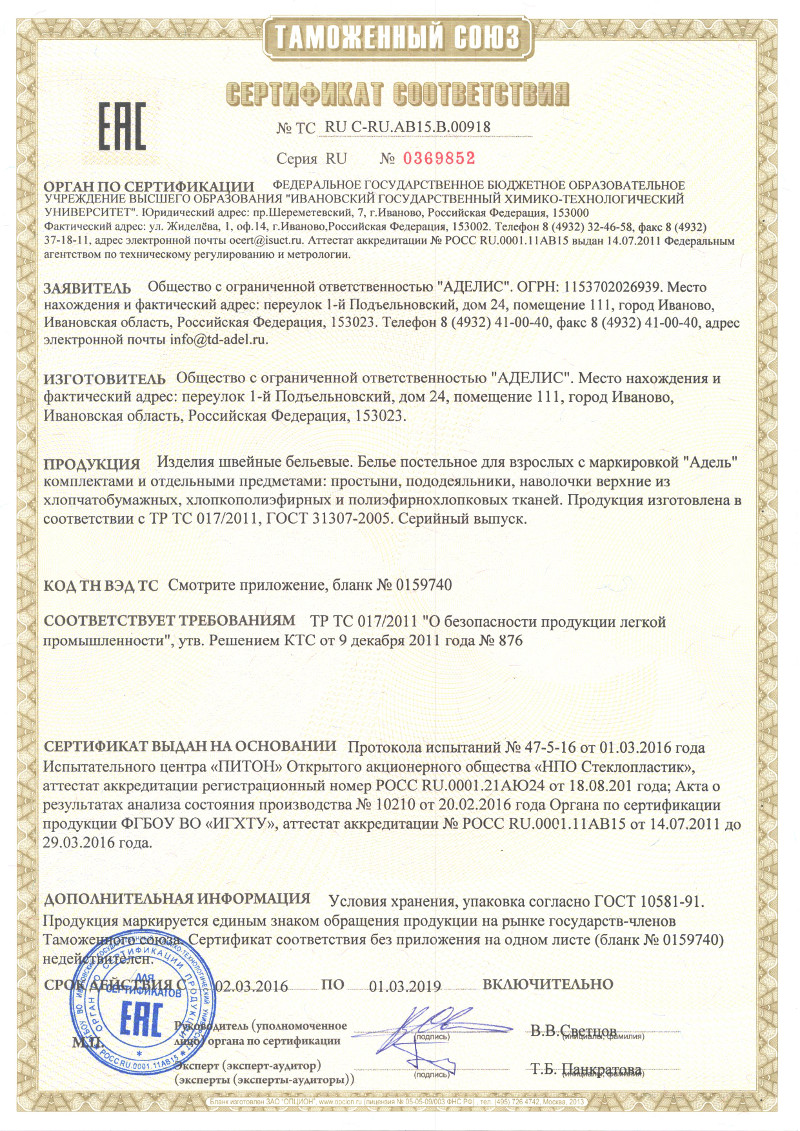 ТАМОЖЕННЫЙ СОЮЗ
СЕРТИФИКАТ СООТВЕТСТВИЯ
ЕАС
№ ТС RU C-RU.АВ15.В.00918
Серия RU № 0369852
ОРГАН ПО СЕРТИФИКАЦИИ ФЕДЕРАЛЬНОЕ ГОСУДАРСТВЕННОЕ БЮДЖЕТНОЕ ОБРАЗОВАТЕЛЬНОЕ
УЧРЕЖДЕНИЕ ВЫСШЕГО ОБРАЗОВАНИЯ "ИВАНОВСКИЙ ГОСУДАРСТВЕННЫЙ ХИМИКО-ТЕХНОЛОГИЧЕСКИЙ
УНИВЕРСИТЕТ". Юридический адрес: пр.Шереметевский, 7, г.Иваново, Российская Федерация, 153000
Фактический адрес: ул. Жиделёва, 1, оф.14, г.Иваново,Российская Федерация, 153002. Телефон 8 (4932) 32-46-58, факс 8 (4932)
37-18-11, адрес электронной почты ocert@isuct.ru. Аттестат аккредитации № РОСС RU.0001.11АВ15 выдан 14.07.2011 Федеральным
агентством по техническому регулированию и метрологии.
ЗАЯВИТЕЛЬ Общество с ограниченной ответственностью "АДЕЛИС". ОГРН: 1153702026939. Место
нахождения и фактический адрес: переулок 1-й Подъельновский, дом 24, помещение 111, город Иваново,
Ивановская область, Российская Федерация, 153023. Телефон 8 (4932) 41-00-40, факс 8 (4932) 41-00-40, адрес
электронной почты info@td-adel.ru.
ИЗГОТОВИТЕЛЬ Общество с ограниченной ответственностью "АДЕЛИС". Место нахождения и
фактический адрес: переулок 1-й Подъельновский, дом 24, помещение 111, город Иваново,
Ивановская область, Российская Федерация, 153023.
ПРОДУКЦИЯ Изделия швейные бельевые. Белье постельное для взрослых с маркировкой "Адель"
комплектами и отдельными предметами: простыни, пододеяльники, наволочки верхние из
хлопчатобумажных, хлопкополиэфирных и полиэфирнохлопковых тканей. Продукция изготовлена в
соответствии с ТР ТС 017/2011, ГОСТ 31307-2005. Серийный выпуск.
КОД ТН ВЭД ТС Смотрите приложение, бланк № 0159740
СООТВЕТСТВУЕТ ТРЕБОВАНИЯМ ТР ТС 017/2011 "О безопасности продукции легкой
промышленности", утв. Решением КТС от 9 декабря 2011 года № 876
СЕРТИФИКАТ ВЫДАН НА ОСНОВАНИИ Протокола испытаний № 47-5-16 от 01.03.2016 года
Испытательного центра «ПИТОН» Открытого акционерного общества «НПО Стеклопластик»,
аттестат аккредитации регистрационный номер РОСС RU.0001.21АЮ24 от 18.08.201 года; Акта о
результатах анализа состояния производства № 10210 от 20.02.2016 года Органа по сертификации
продукции ФГБОУ ВО «ИГХТУ», аттестат аккредитации № РОСС RU.0001.11АВ15 от 14.07.2011 до
29.03.2016 года.
ДОПОЛНИТЕЛЬНАЯ ИНФОРМАЦИЯ Условия хранения, упаковка согласно ГОСТ 10581-91.
Продукция маркируется единым знаком обращения продукции на рынке государств-членов
Таможенного союза. Сертификат соответствия без приложения на одном листе (бланк № 0159740)
недействителен.
СРОК ДЕЙСТВИЯ С 02.03.2016 ПО 01.03.2019 ВКЛЮЧИТЕЛЬНО
ДЛЯ
СЕРТИФИКАТОВ
ЕАС
ОРГАН ПО СЕРТИФИКАЦИИ ПРОДУКЦИИ
РОСС RU.0001.11АВ15
М.П.
Руководитель (уполномоченное
лицо) органа по сертификации
(подпись)
В.В.Светцов
(инициалы, фамилия)
Эксперт (эксперт-аудитор)
(эксперты (эксперты-аудиторы))
(подпись)
Т.Б. Панкратова
(инициалы, фамилия)
Бланк изготовлен ЗАО "ОПЦИОН", www.opcion.ru (лицензия № 05-05-09/003 ФНС РФ), тел. (495) 726 4742, Москва, 2013